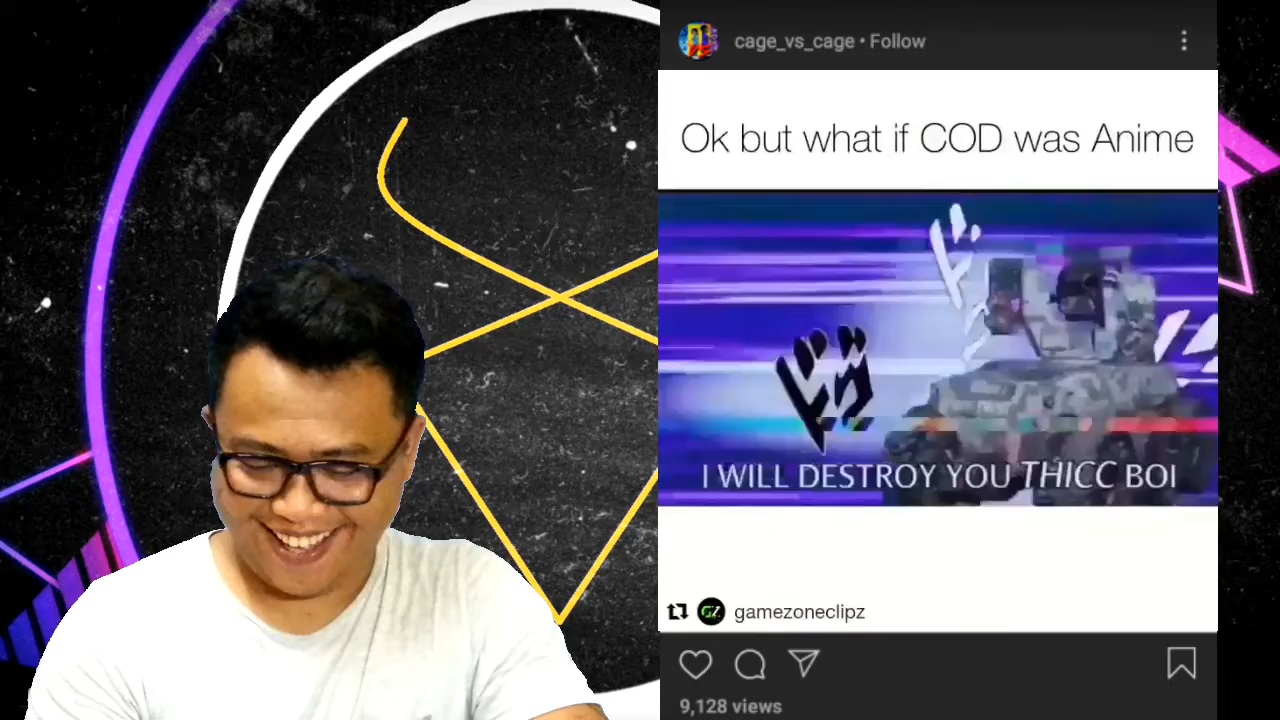 cage_vs_cage • Follow
Ok but what if COD was Anime
ド
ド
I WILL DESTROY YOU THICC BOI
GZ gamezoneclipz
9,128 views